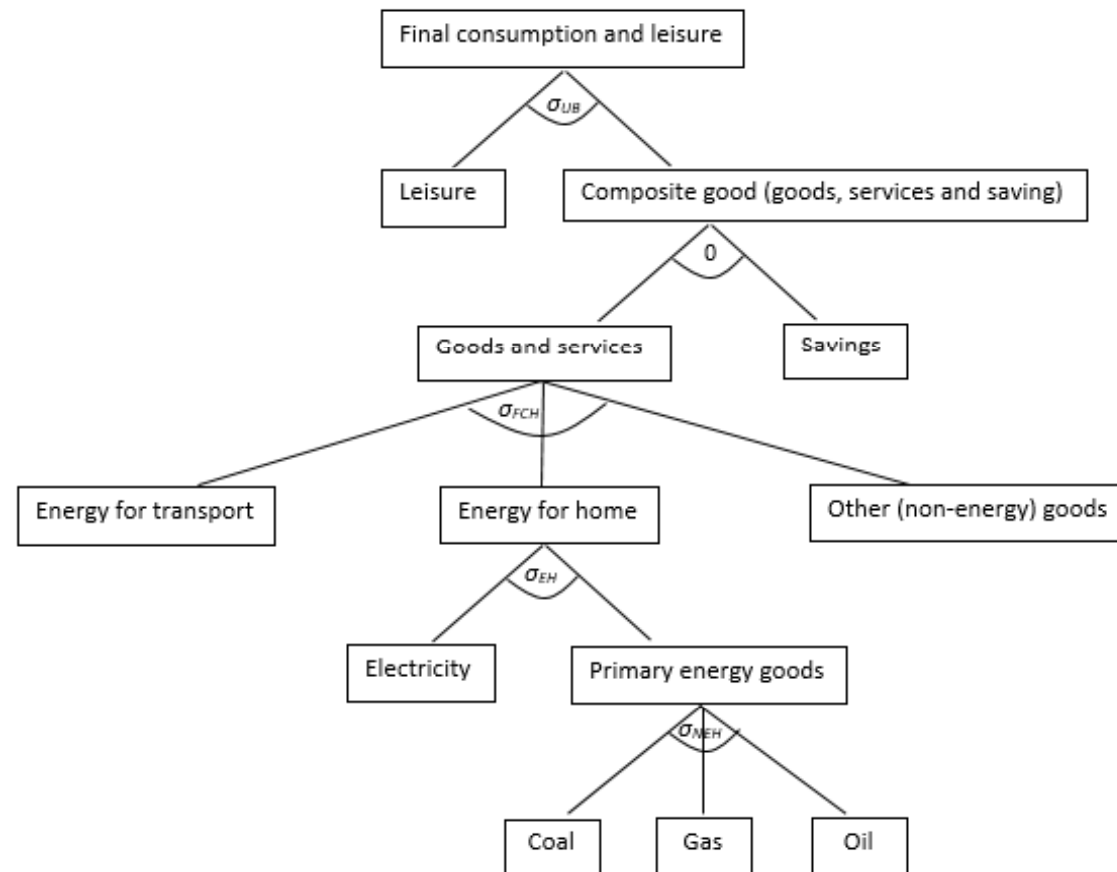 Final consumption and leisure
σUB
Leisure
Composite good (goods, services and saving)
0
Goods and services
Savings
σFCH
Energy for transport
Energy for home
Other (non-energy) goods
σEH
Electricity
Primary energy goods
σNEH
Coal
Gas
Oil